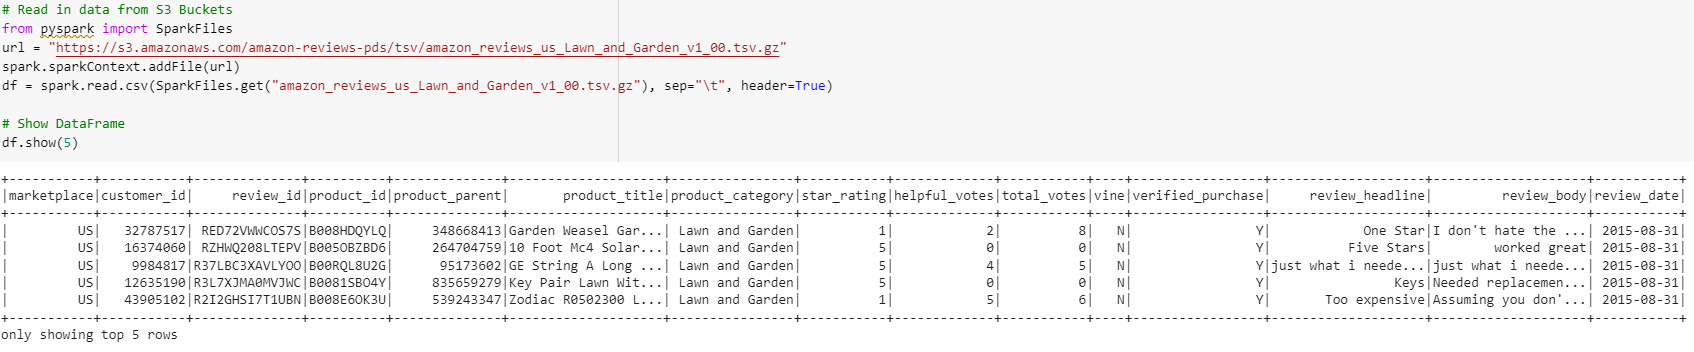 # Read in data from S3 Buckets
from pyspark import SparkFiles
url = "https://s3.amazonaws.com/amazon-reviews-pds/tsv/amazon_reviews_us_Lawn_and_Garden_v1_00.tsv.gz"
spark.sparkContext.addFile(url)
df = spark.read.csv(SparkFiles.get("amazon_reviews_us_Lawn_and_Garden_v1_00.tsv.gz"), sep="\t", header=True)
# Show DataFrame
df.show(5)
+-----------+-----------+--------------+----------+--------------+--------------------+----------------+-----------+-------------+-----------+----+-----------------+--------------------+--------------------+-----------+
|marketplace|customer_id|     review_id|product_id|product_parent|       product_title|product_category|star_rating|helpful_votes|total_votes|vine|verified_purchase|     review_headline|         review_body|review_date|
+-----------+-----------+--------------+----------+--------------+--------------------+----------------+-----------+-------------+-----------+----+-----------------+--------------------+--------------------+-----------+
|         US|   32787517| RED72VWWCOS7S|B008HDQYLQ|     348668413|Garden Weasel Gar...| Lawn and Garden|          1|            2|          8|   N|                Y|            One Star|I don't hate the ...| 2015-08-31|
|         US|   16374060| RZHWQ208LTEPV|B005OBZBD6|     264704759|10 Foot Mc4 Solar...| Lawn and Garden|          5|            0|          0|   N|                Y|          Five Stars|        worked great| 2015-08-31|
|         US|    9984817|R37LBC3XAVLYOO|B00RQL8U2G|      95173602|GE String A Long ...| Lawn and Garden|          5|            4|          5|   N|                Y|just what i neede...|just what i neede...| 2015-08-31|
|         US|   12635190|R3L7XJMA0MVJWC|B0081SBO4Y|     835659279|Key Pair Lawn Wit...| Lawn and Garden|          5|            0|          0|   N|                Y|                Keys|Needed replacemen...| 2015-08-31|
|         US|   43905102|R2I2GHSI7T1UBN|B008E6OK3U|     539243347|Zodiac R0502300 L...| Lawn and Garden|          1|            5|          6|   N|                Y|       Too expensive|Assuming you don'...| 2015-08-31|
+-----------+-----------+--------------+----------+--------------+--------------------+----------------+-----------+-------------+-----------+----+-----------------+--------------------+--------------------+-----------+
only showing top 5 rows